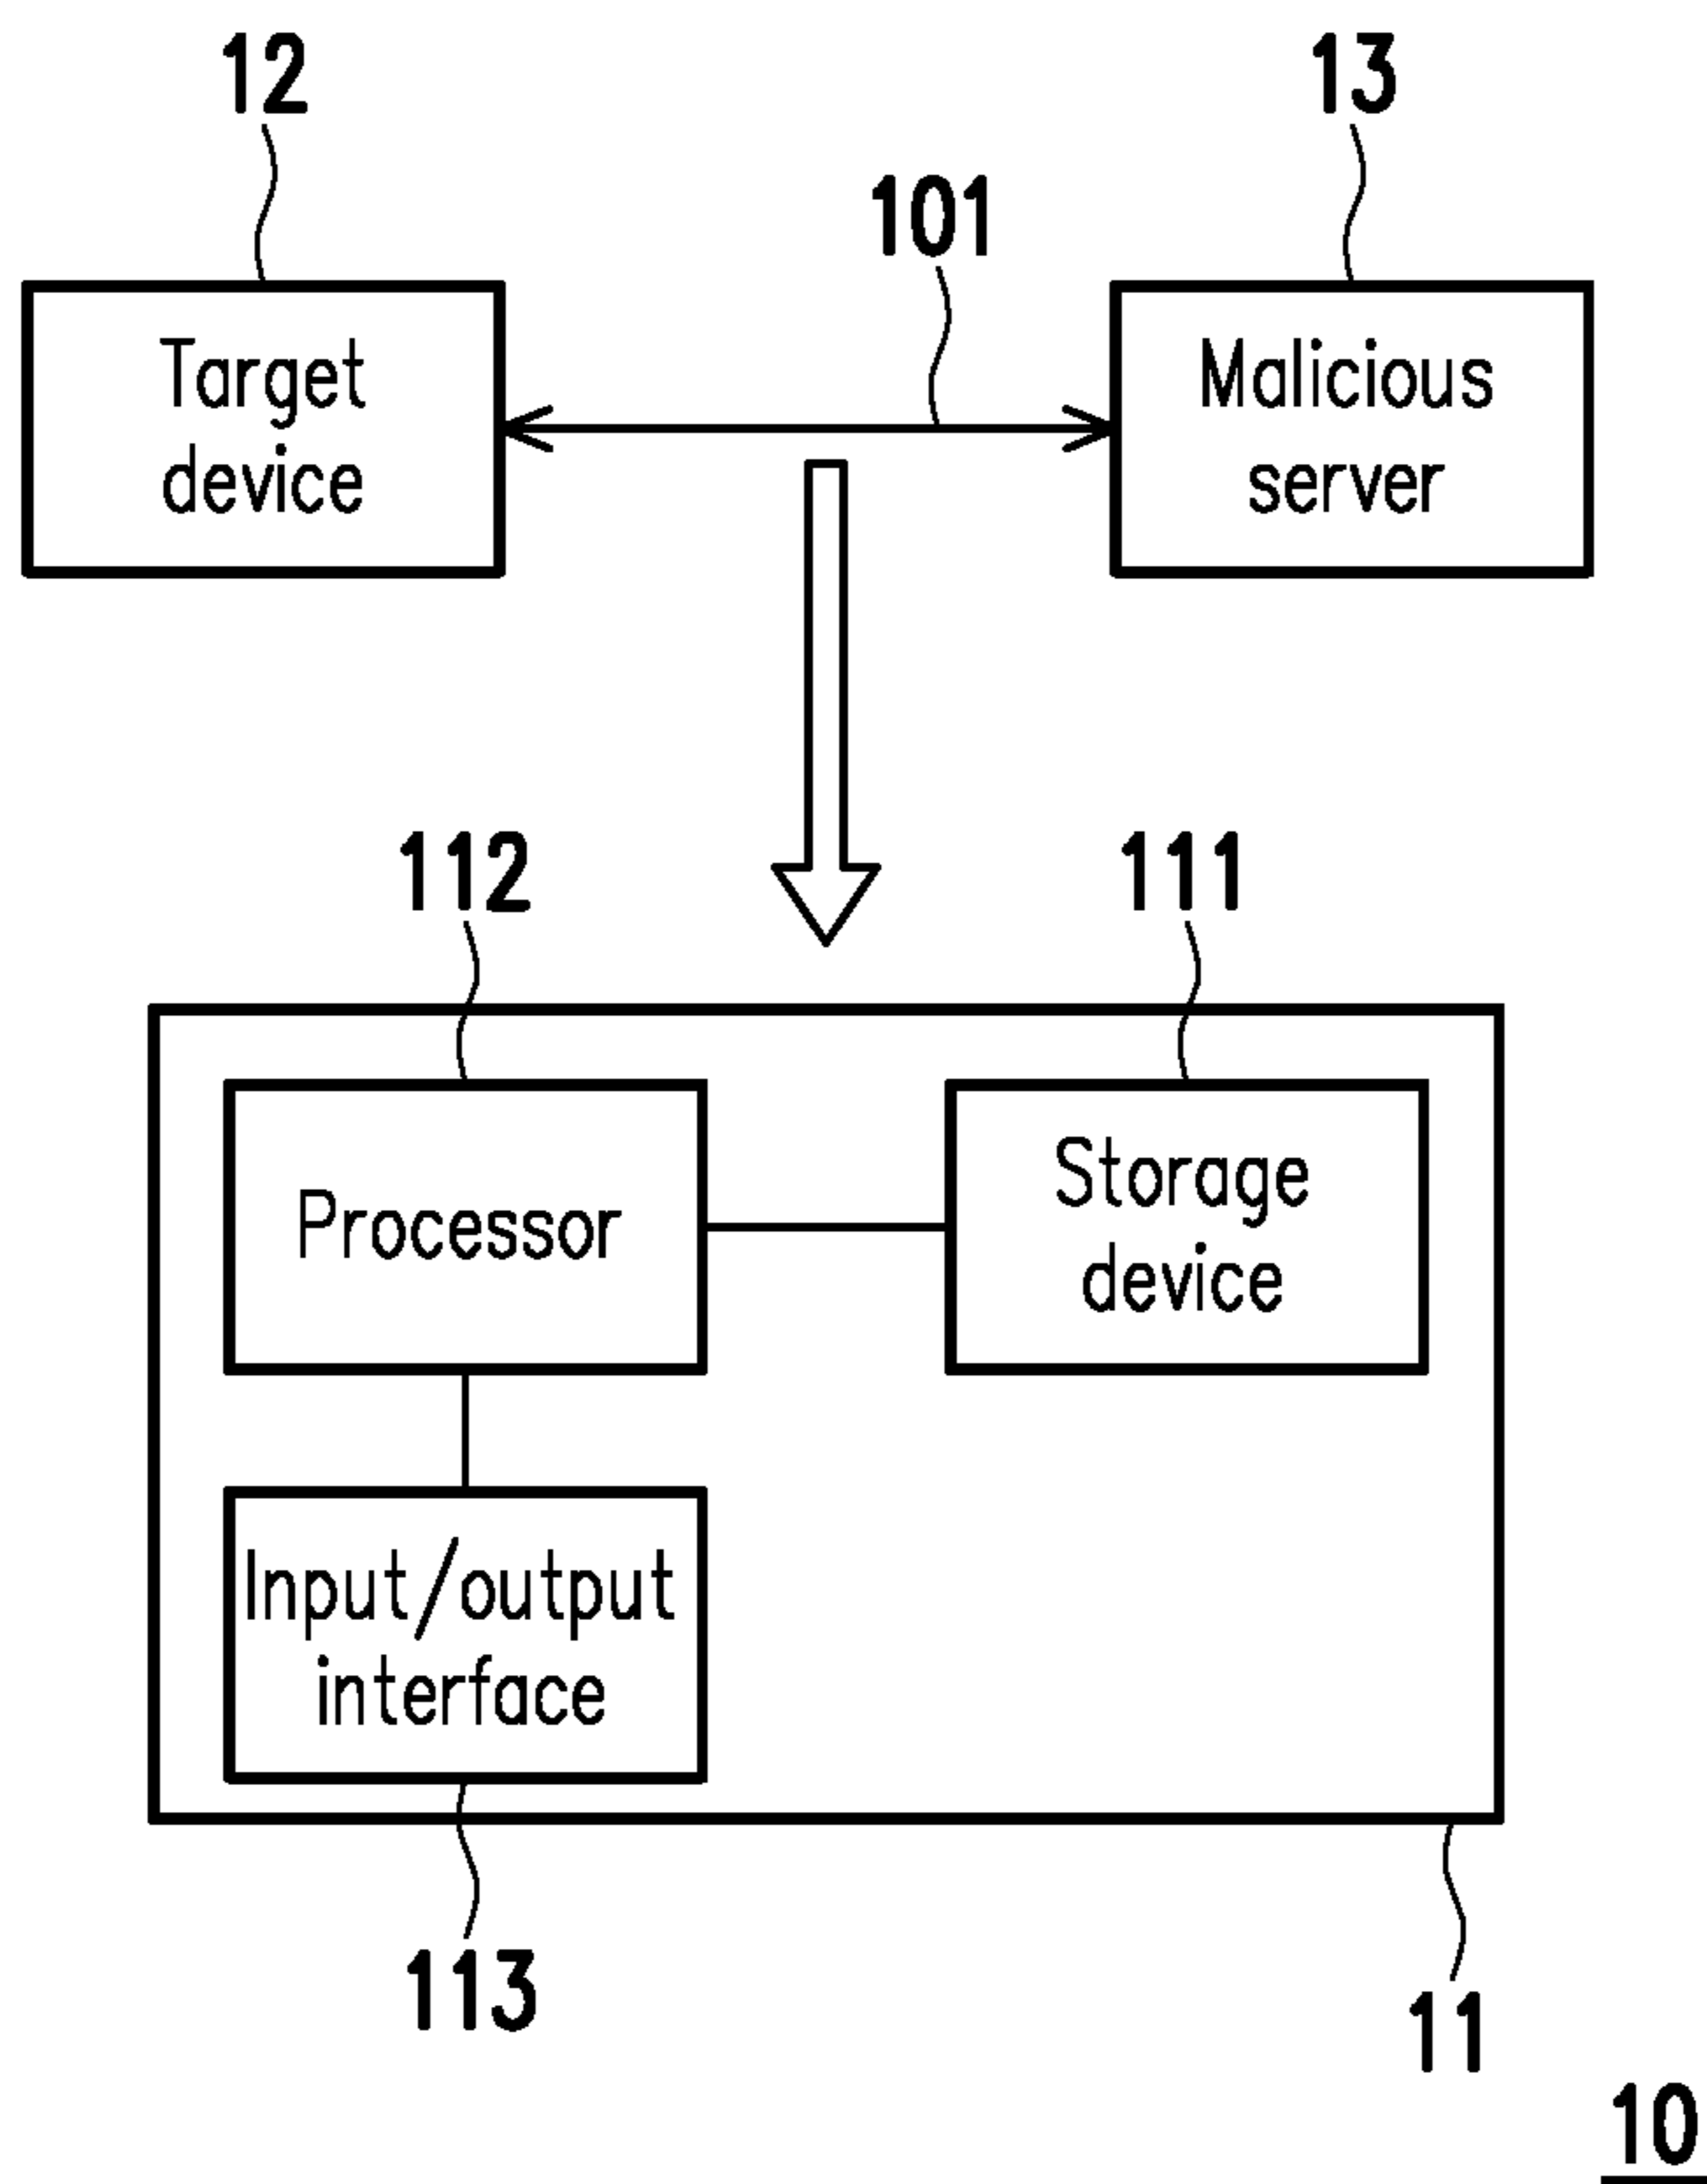 12
13
101
Target
device
Malicious
server
112
111
Processor
Storage
device
Input/output
interface
113
11
10